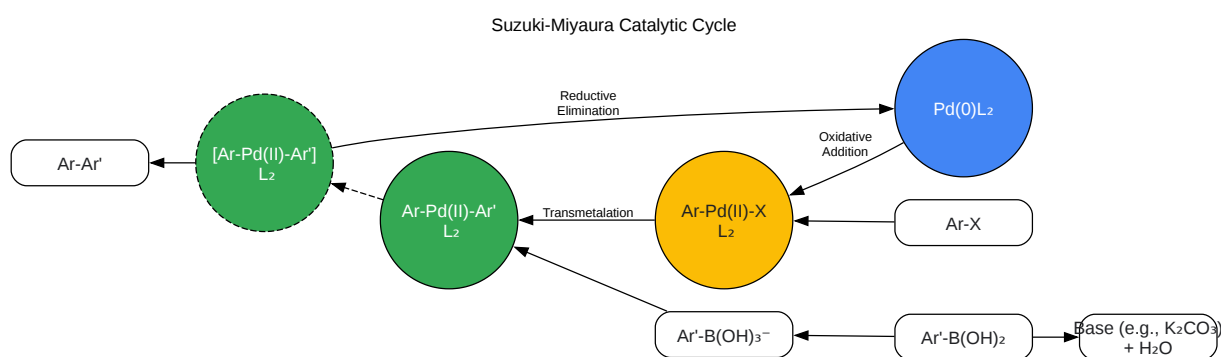 Suzuki-Miyaura Catalytic Cycle
Reductive
Elimination
Pd(0)L₂
Oxidative
Addition
[Ar-Pd(II)-Ar']
L₂
Ar-Ar'
Ar-Pd(II)-Ar'
L₂
Transmetalation
Ar-Pd(II)-X
L₂
Ar-X
Ar'-B(OH)₃⁻
Ar'-B(OH)₂
Base (e.g., K₂CO₃)
+ H₂O